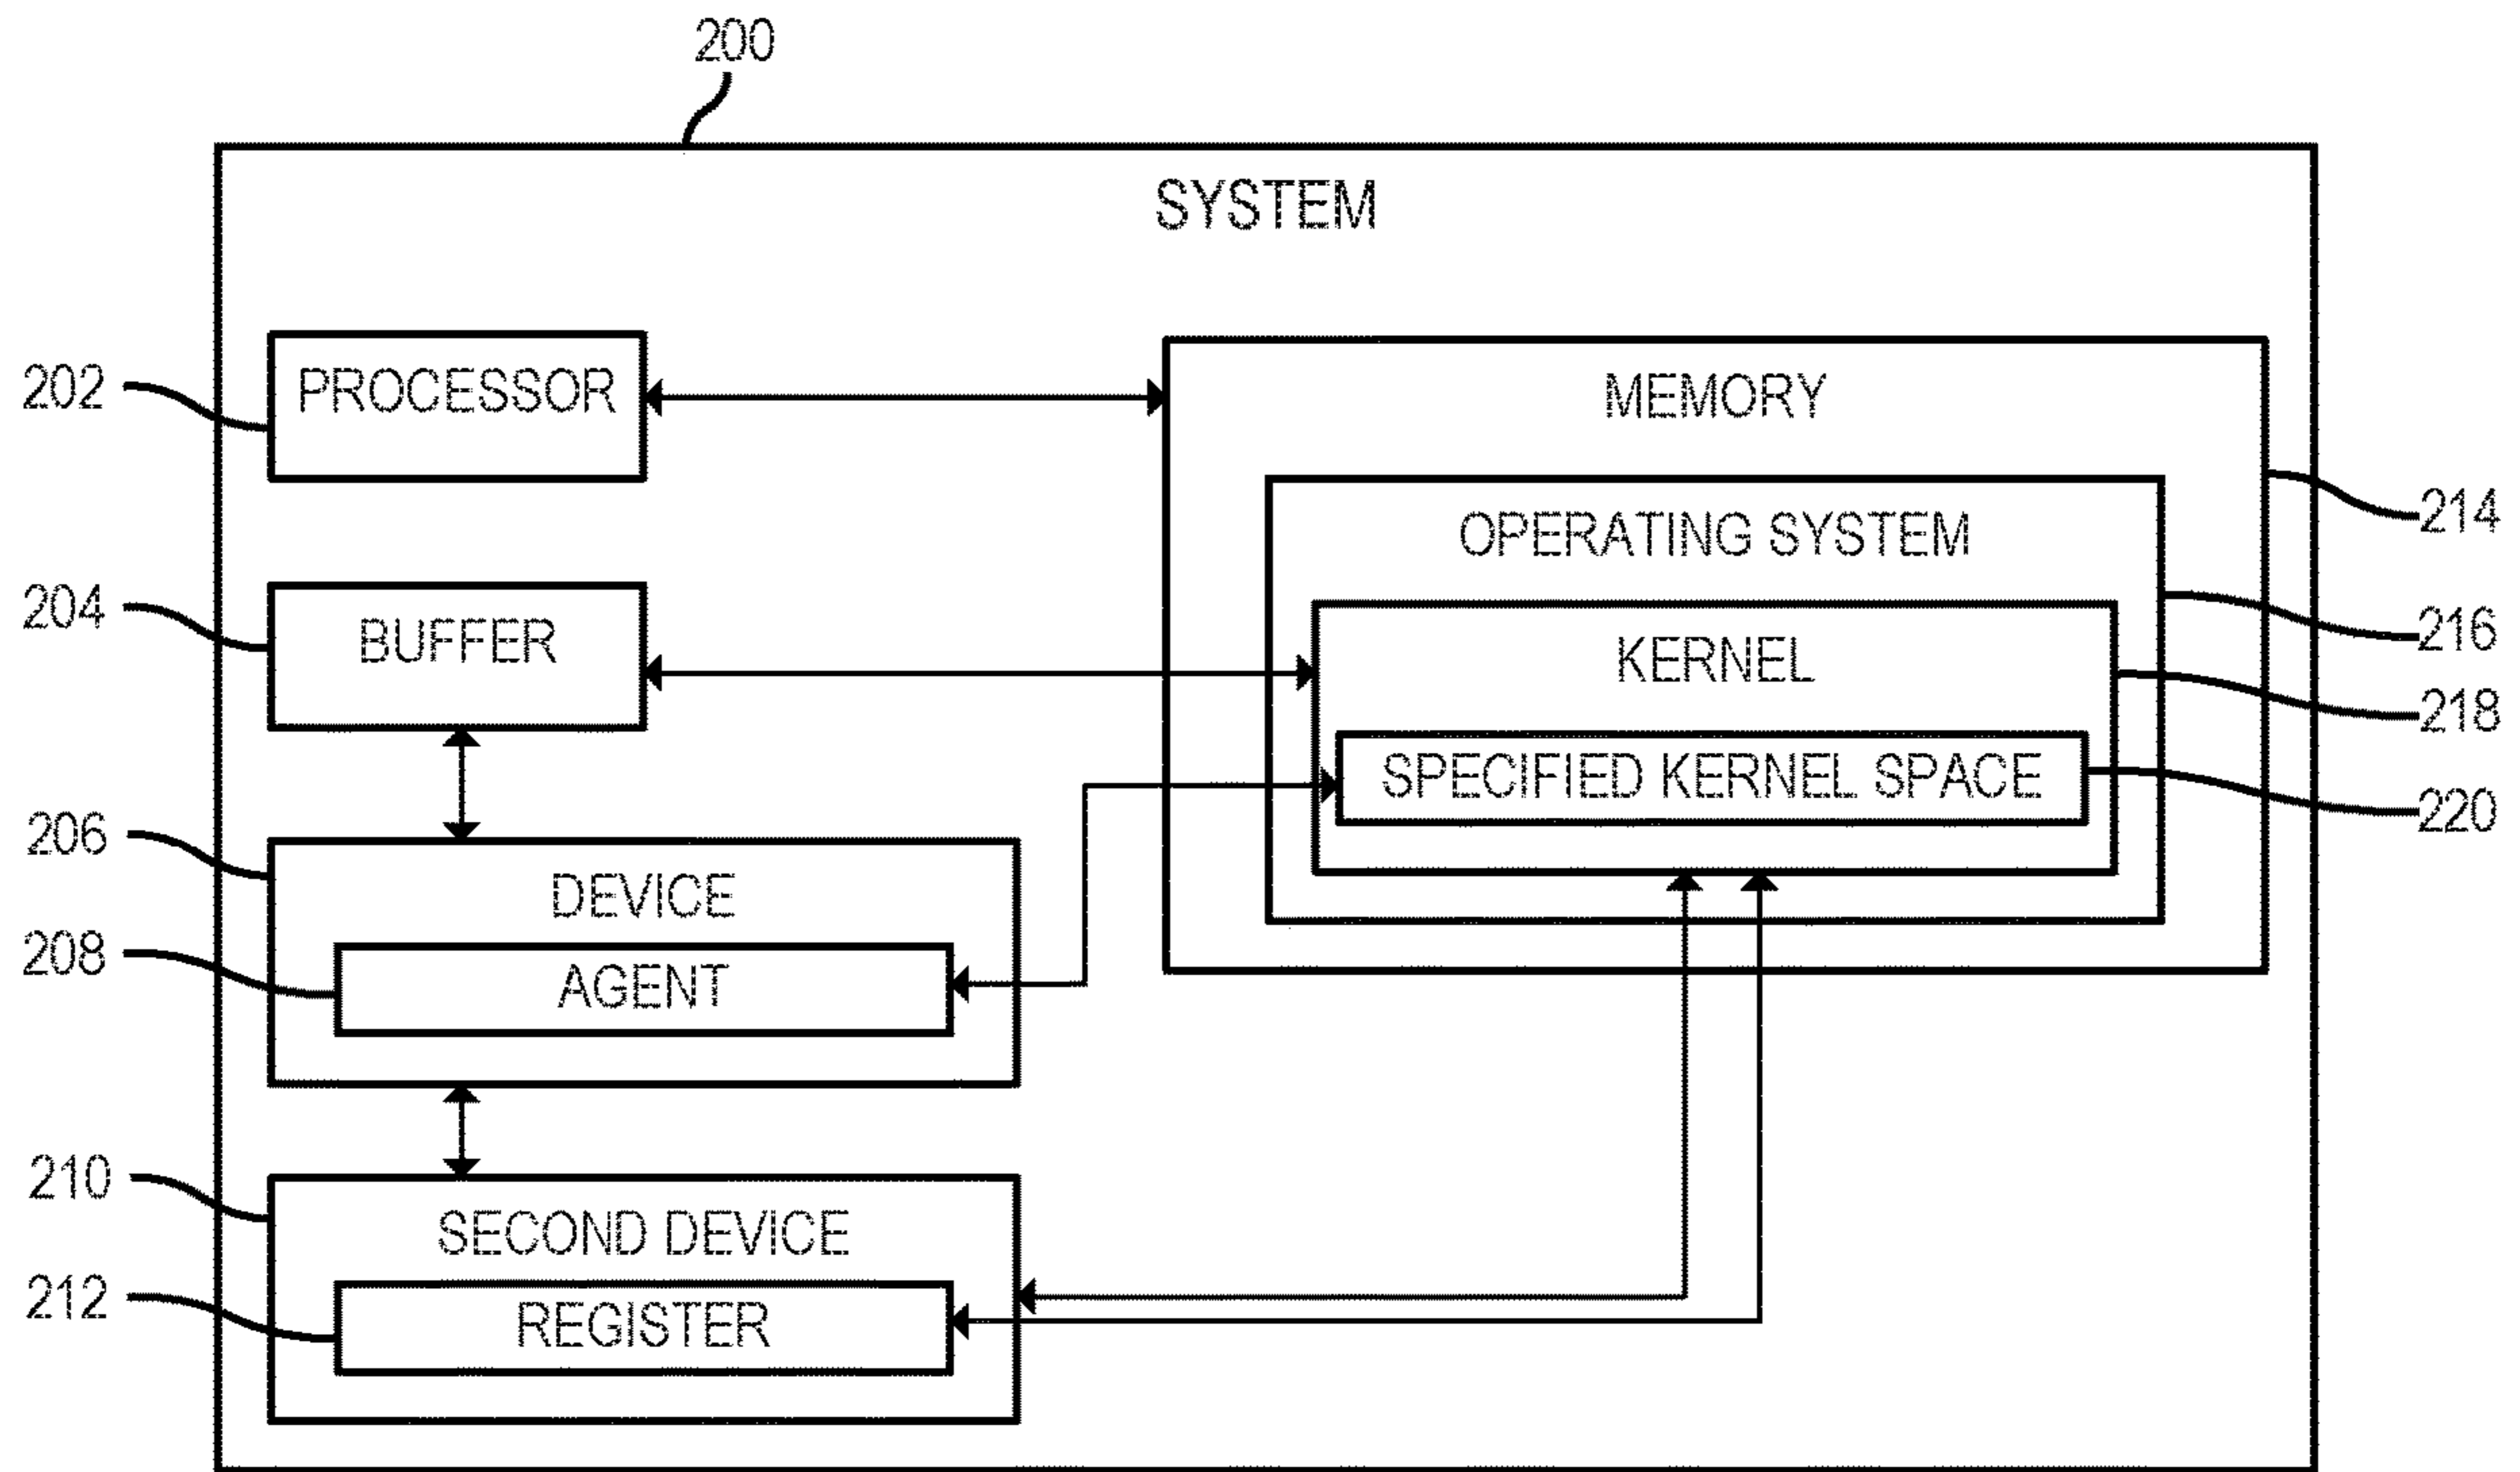 200
SYSTEM
202
PROCESSOR
MEMORY
214
OPERATING SYSTEM
204
BUFFER
216
KERNEL
218
SPECIFIED KERNEL SPACE
220
206
DEVICE
208
AGENT
210
SECOND DEVICE
212
REGISTER